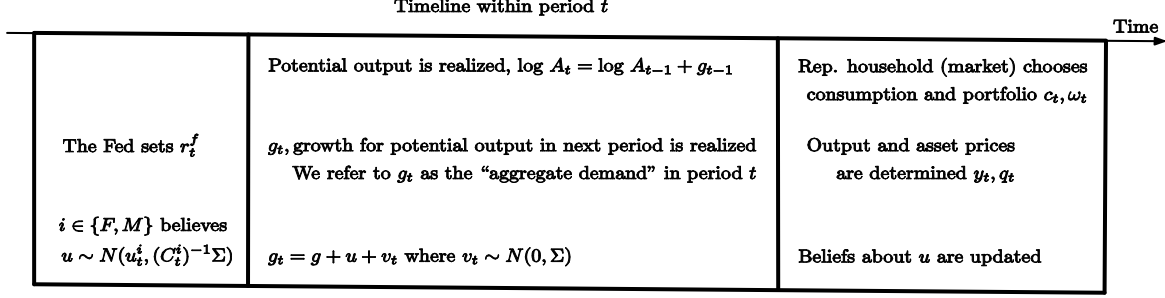 Timeline within period t
Time
The Fed sets r_t^f
i ∈ {F, M} believes
u ∼ N(u_t^i, (C_t^i)^{-1}Σ)
Potential output is realized, log A_t = log A_{t−1} + g_{t−1}
g_t, growth for potential output in next period is realized
We refer to g_t as the “aggregate demand” in period t
g_t = g + u + v_t where v_t ∼ N(0, Σ)
Rep. household (market) chooses
consumption and portfolio c_t, ω_t
Output and asset prices
are determined y_t, q_t
Beliefs about u are updated